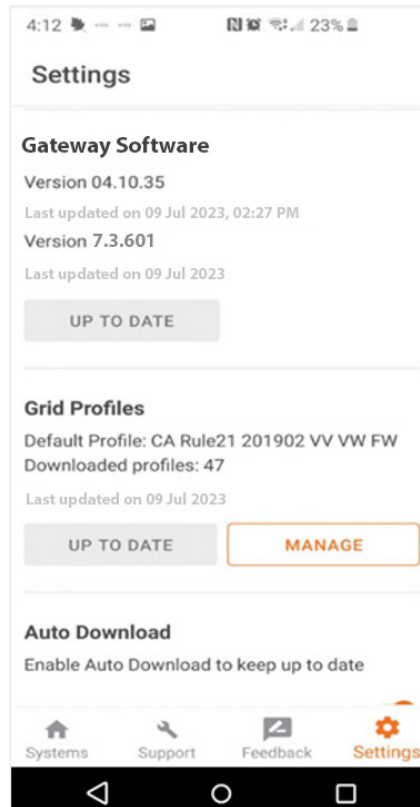 4:12 23%
Settings
Gateway Software
Version 04.10.35
Last updated on 09 Jul 2023, 02:27 PM
Version 7.3.601
Last updated on 09 Jul 2023
UP TO DATE
Grid Profiles
Default Profile: CA Rule21 201902 VV VW FW
Downloaded profiles: 47
Last updated on 09 Jul 2023
UP TO DATE MANAGE
Auto Download
Enable Auto Download to keep up to date
Systems Support Feedback Settings